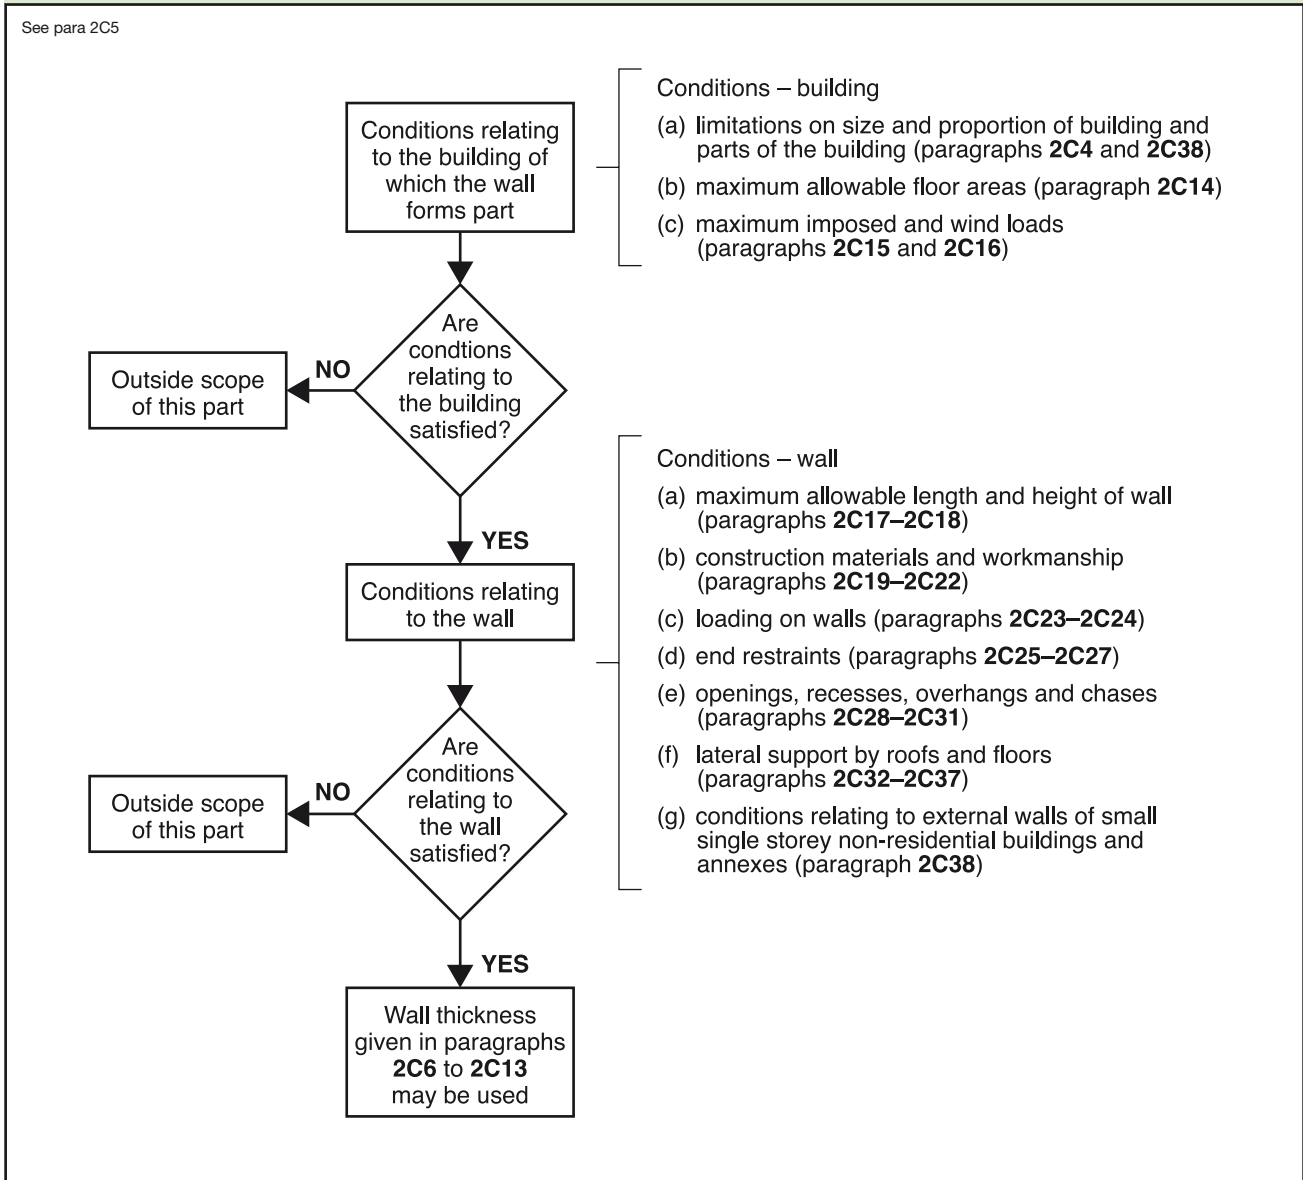 See para 2C5
Conditions relating
to the building of
which the wall
forms part
Conditions – building
(a) limitations on size and proportion of building and
parts of the building (paragraphs 2C4 and 2C38)
(b) maximum allowable floor areas (paragraph 2C14)
(c) maximum imposed and wind loads
(paragraphs 2C15 and 2C16)
Are
condtions
relating to
the building
satisfied?
NO
Outside scope
of this part
YES
Conditions relating
to the wall
Conditions – wall
(a) maximum allowable length and height of wall
(paragraphs 2C17–2C18)
(b) construction materials and workmanship
(paragraphs 2C19–2C22)
(c) loading on walls (paragraphs 2C23–2C24)
(d) end restraints (paragraphs 2C25–2C27)
(e) openings, recesses, overhangs and chases
(paragraphs 2C28–2C31)
(f) lateral support by roofs and floors
(paragraphs 2C32–2C37)
(g) conditions relating to external walls of small
single storey non-residential buildings and
annexes (paragraph 2C38)
Are
conditions
relating to
the wall
satisfied?
NO
Outside scope
of this part
YES
Wall thickness
given in paragraphs
2C6 to 2C13
may be used